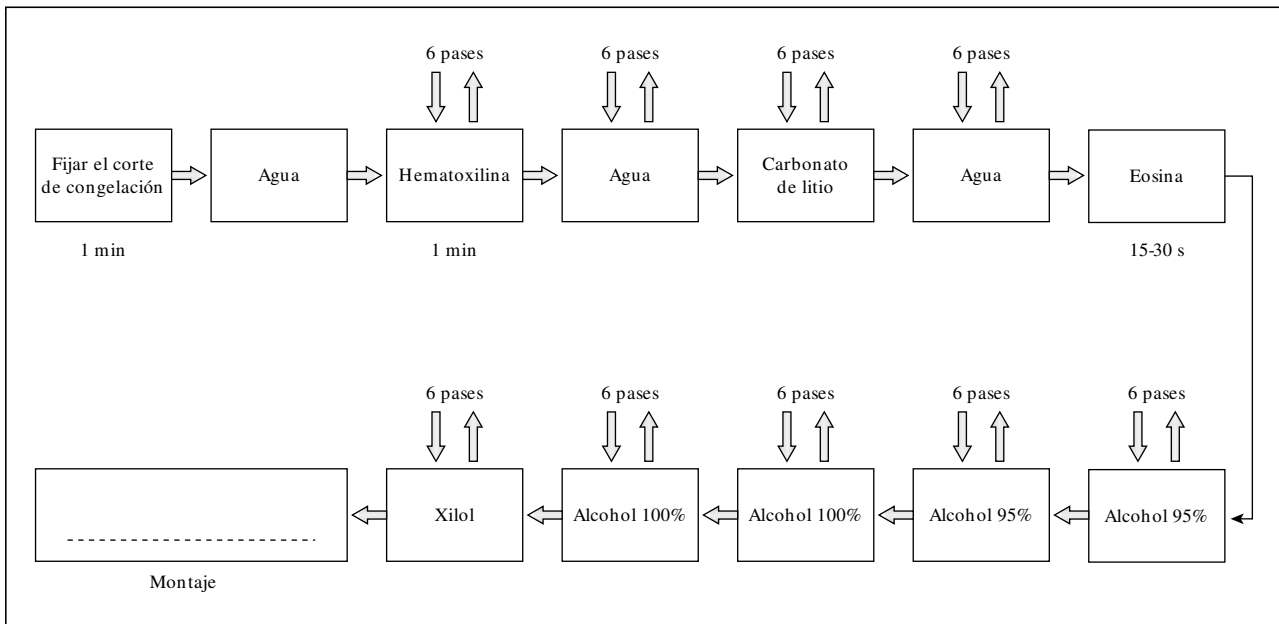 6 pases
6 pases
6 pases
6 pases
Fijar el corte
de congelación
Agua
Hematoxilina
Agua
Carbonato
de litio
Agua
Eosina
1 min
1 min
15-30 s
6 pases
6 pases
6 pases
6 pases
6 pases
Xilol
Alcohol 100%
Alcohol 100%
Alcohol 95%
Alcohol 95%
Montaje